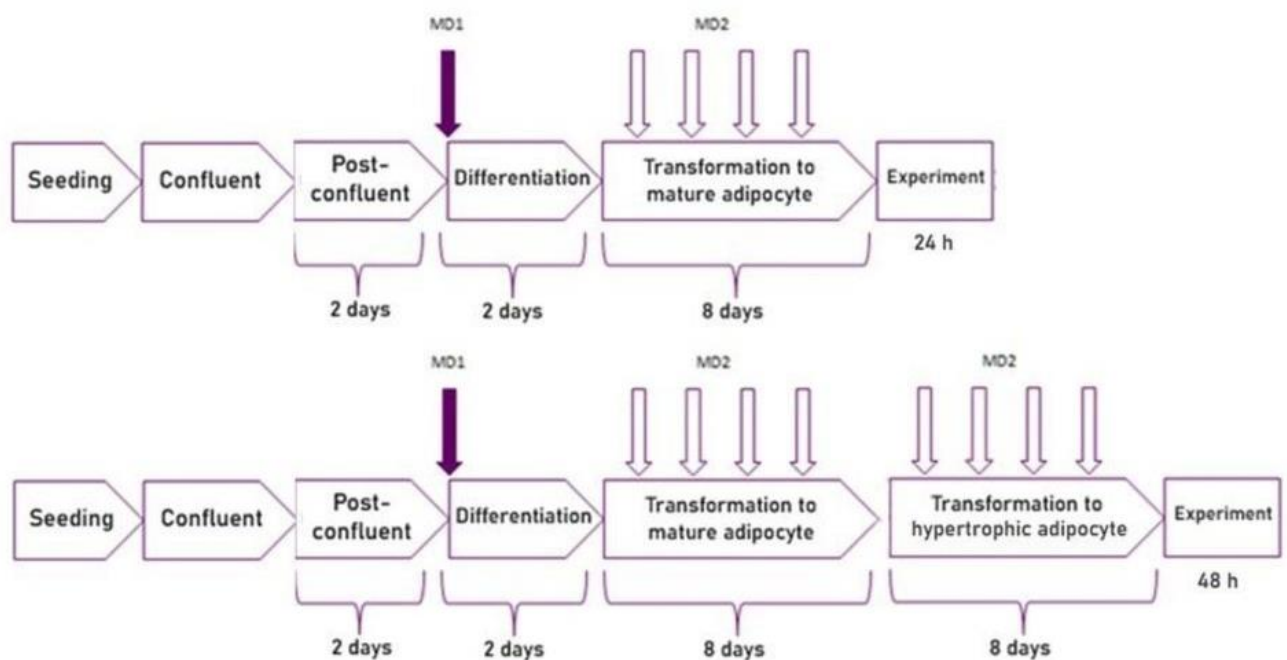 MD1 MD2
Seeding Confluent Post-
confluent Differentiation Transformation to
mature adipocyte Experiment
24 h
2 days 2 days 8 days
MD1 MD2 MD2
Seeding Confluent Post-
confluent Differentiation Transformation to
mature adipocyte Transformation to
hypertrophic adipocyte Experiment
48 h
2 days 2 days 8 days 8 days